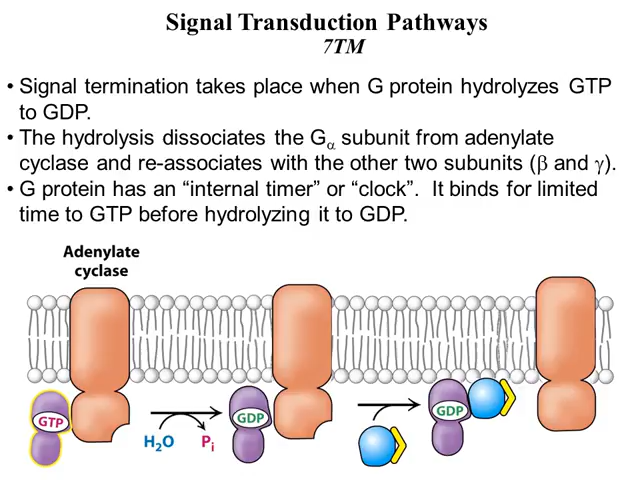 Signal Transduction Pathways
7TM
• Signal termination takes place when G protein hydrolyzes GTP
to GDP.
• The hydrolysis dissociates the Gα subunit from adenylate
cyclase and re-associates with the other two subunits (β and γ).
• G protein has an “internal timer” or “clock”. It binds for limited
time to GTP before hydrolyzing it to GDP.
Adenylate
cyclase
GTP
H₂O
Pᵢ
GDP
GDP